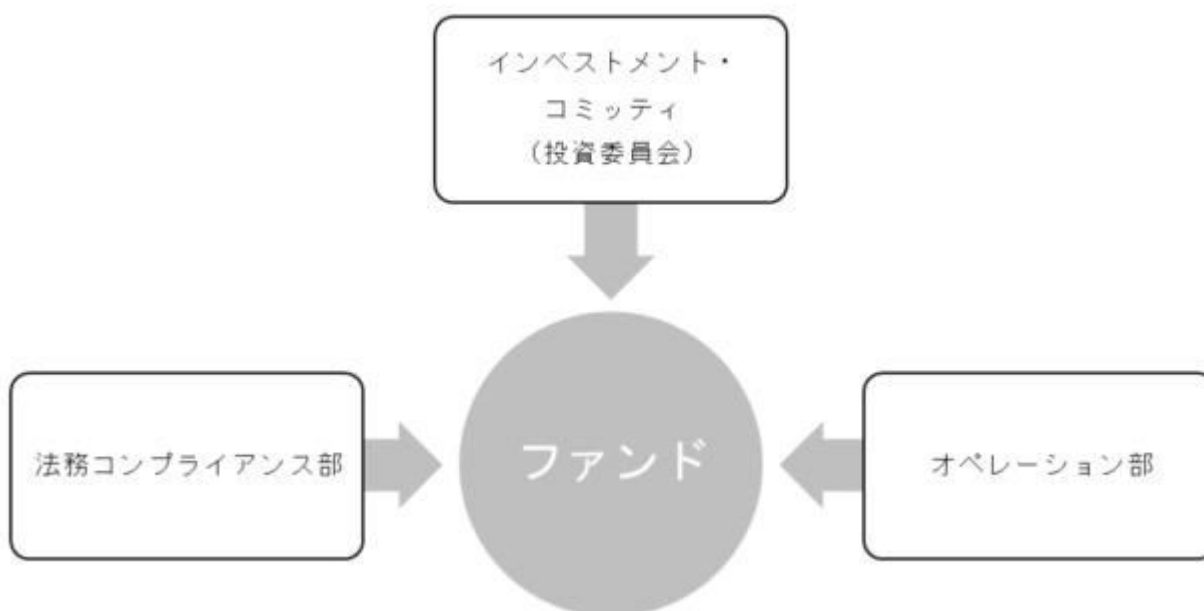 インベストメント・
コミッティ
（投資委員会）
法務コンプライアンス部
ファンド
オペレーション部